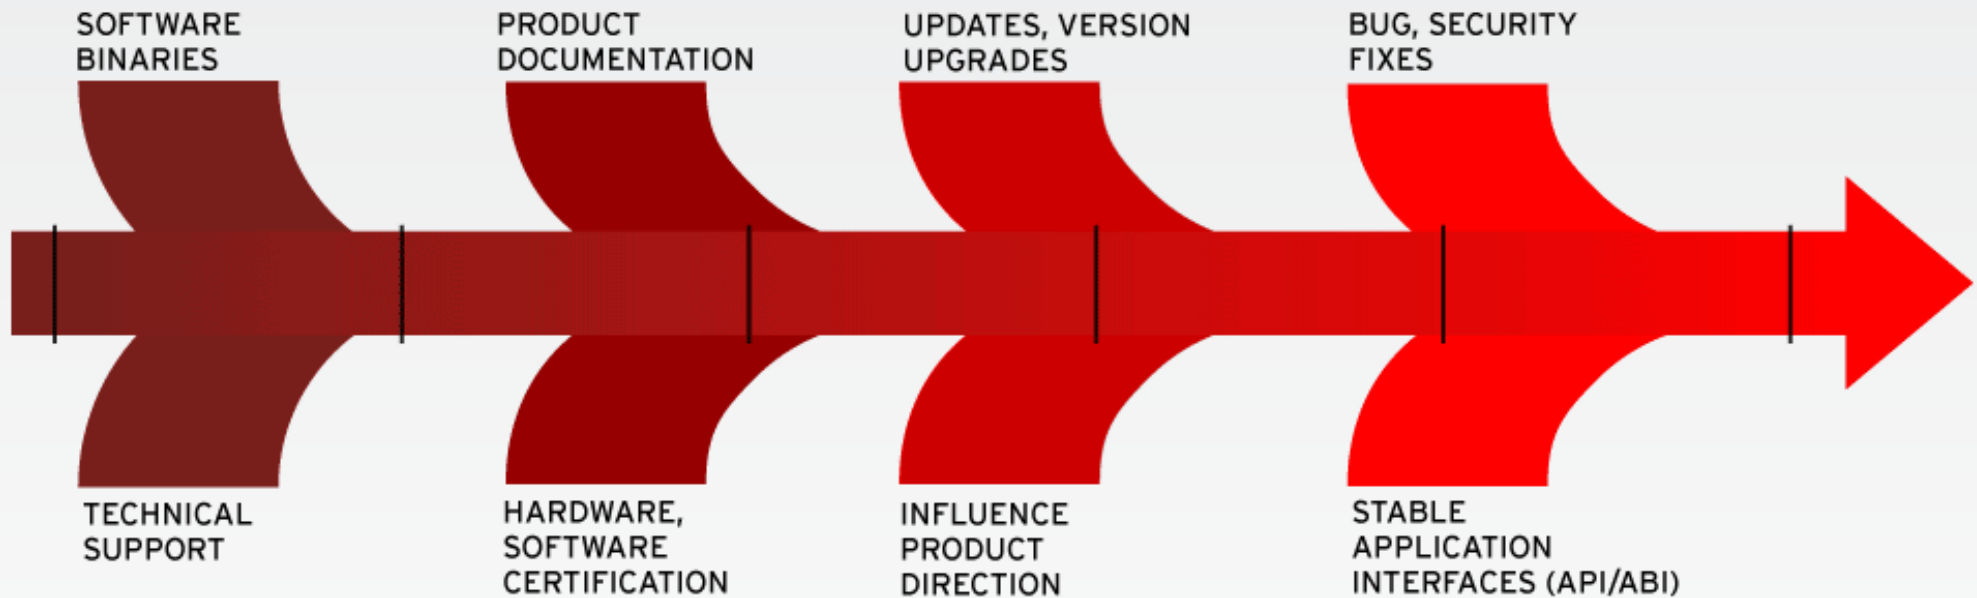 SOFTWARE
BINARIES
PRODUCT
DOCUMENTATION
UPDATES, VERSION
UPGRADES
BUG, SECURITY
FIXES
TECHNICAL
SUPPORT
HARDWARE,
SOFTWARE
CERTIFICATION
INFLUENCE
PRODUCT
DIRECTION
STABLE
APPLICATION
INTERFACES (API/ABI)